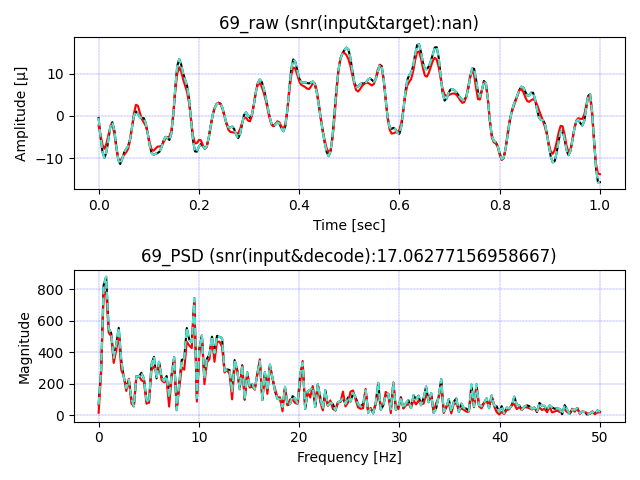 69_raw (snr(input&target):nan)
Amplitude [µ]
10
0
−10
0.0 0.2 0.4 0.6 0.8 1.0
Time [sec]
69_PSD (snr(input&decode):17.06277156958667)
Magnitude
800
600
400
200
0
0 10 20 30 40 50
Frequency [Hz]